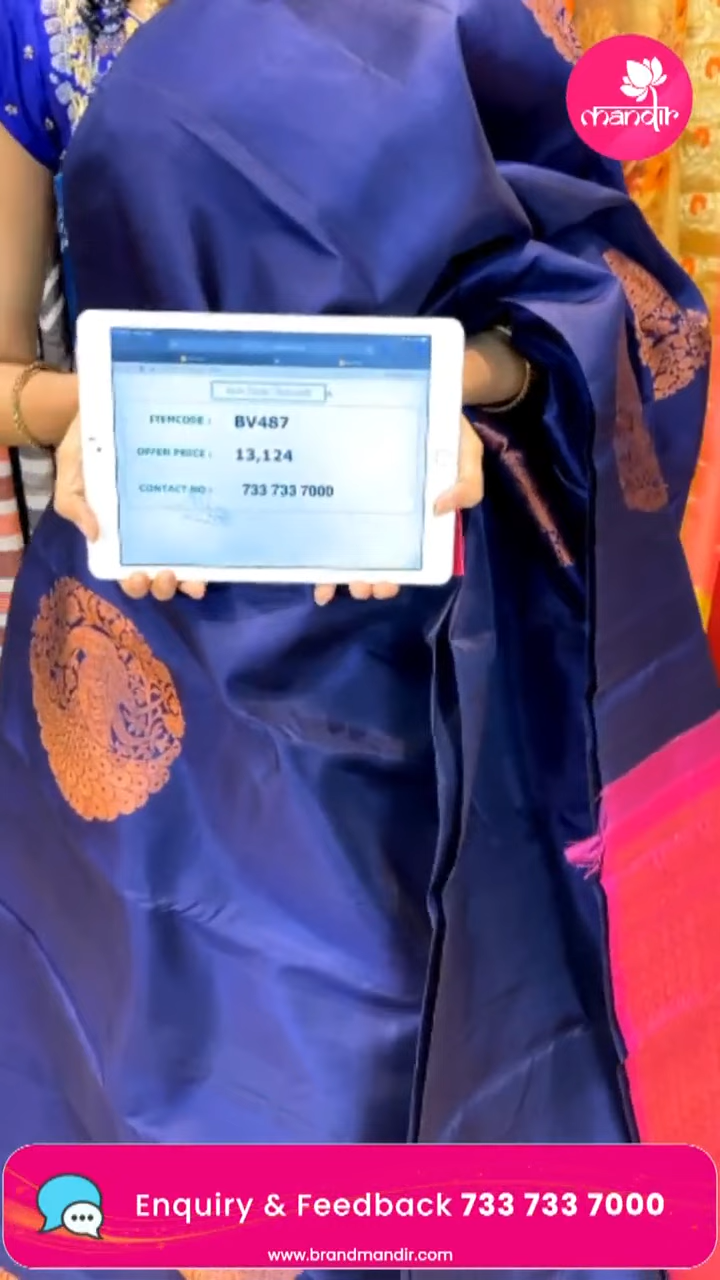 mandir
ITEMCODE : BV487
OFFER PRICE : 13,124
CONTACT NO : 733 733 7000
Enquiry & Feedback 733 733 7000
www.brandmandir.com